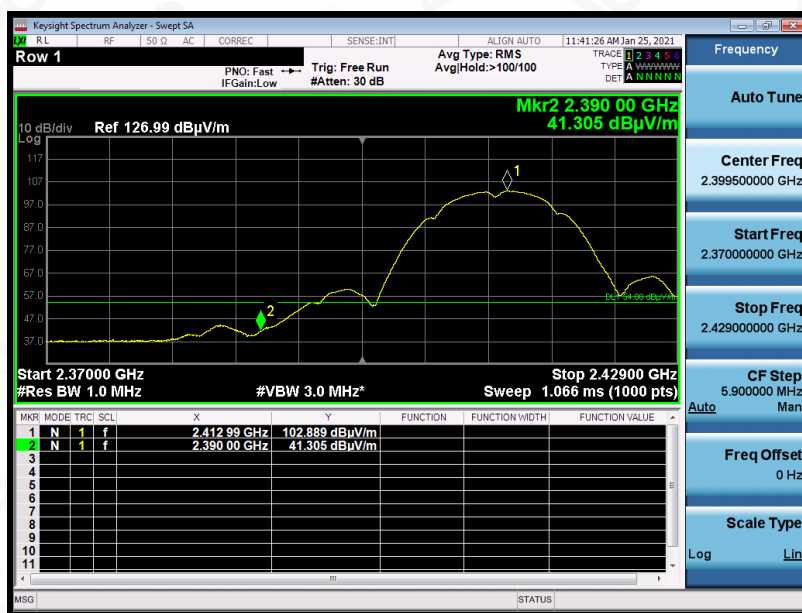 Keysight Spectrum Analyzer - Swept SA
LXI RL RF 50 Ω AC CORREC SENSE:INT ALIGN AUTO 11:41:26 AM Jan 25, 2021
Row 1
PNO: Fast
IFGain:Low
Trig: Free Run
#Atten: 30 dB
Avg Type: RMS
Avg|Hold:>100/100
TRACE 1 2 3 4 5 6
TYPE A WWWWW
DET A N N N N N
Mkr2 2.390 00 GHz
41.305 dBµV/m
10 dB/div Ref 126.99 dBµV/m
Log
117
107
97.0
87.0
77.0
67.0
57.0
47.0
37.0
1
2
Start 2.37000 GHz Stop 2.42900 GHz
#Res BW 1.0 MHz #VBW 3.0 MHz* Sweep 1.066 ms (1000 pts)
MKR MODE TRC SCL X Y FUNCTION FUNCTION WIDTH FUNCTION VALUE
1 N 1 f 2.412 99 GHz 102.889 dBµV/m
2 N 1 f 2.390 00 GHz 41.305 dBµV/m
3
4
5
6
7
8
9
10
11
MSG STATUS
Frequency
Auto Tune
Center Freq
2.399500000 GHz
Start Freq
2.370000000 GHz
Stop Freq
2.429000000 GHz
CF Step
5.900000 MHz
Auto Man
Freq Offset
0 Hz
Scale Type
Log Lin